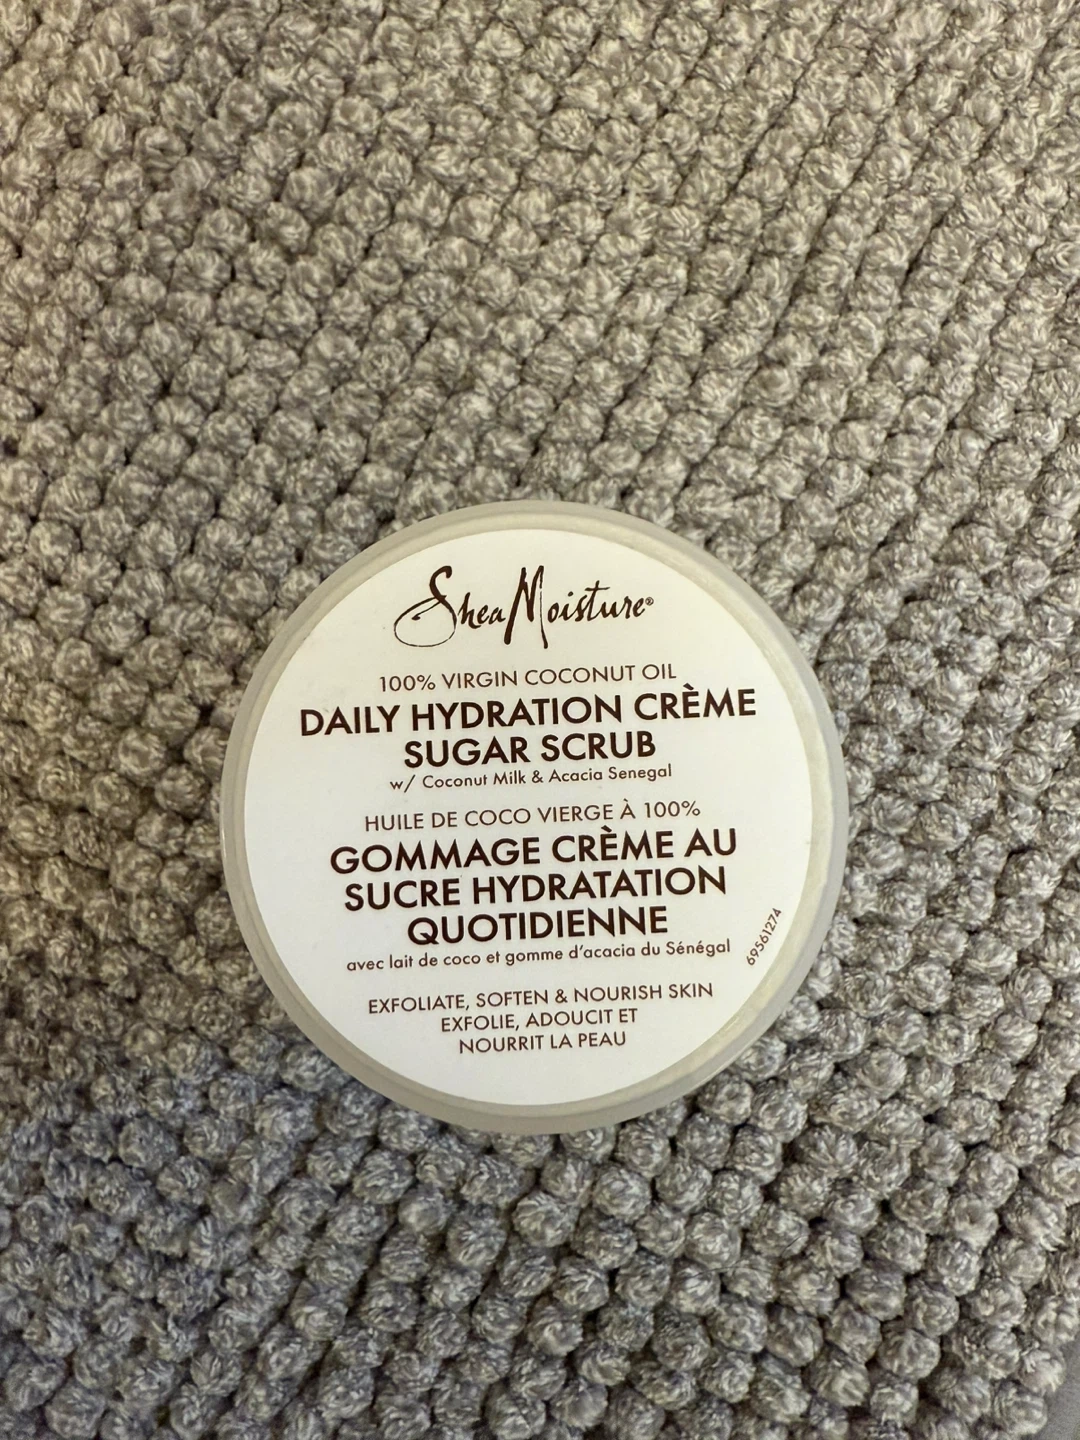 SheaMoisture®
100% VIRGIN COCONUT OIL
DAILY HYDRATION CRÈME
SUGAR SCRUB
w/ Coconut Milk & Acacia Senegal
HUILE DE COCO VIERGE À 100%
GOMMAGE CRÈME AU
SUCRE HYDRATATION
QUOTIDIENNE
avec lait de coco et gomme d'acacia du Sénégal
69561274
EXFOLIATE, SOFTEN & NOURISH SKIN
EXFOLIE, ADOUCIT ET
NOURRIT LA PEAU